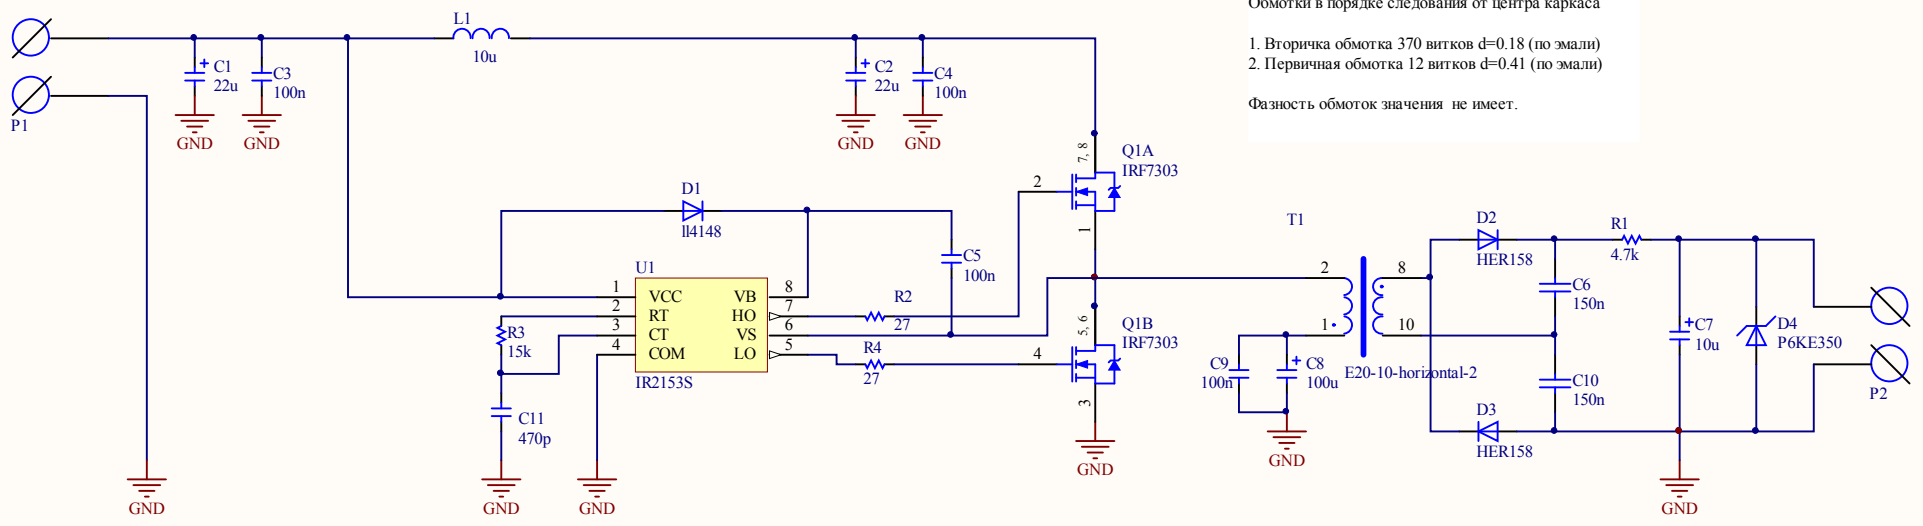 Обмотки в порядке следования от центра каркаса
1. Вторичка обмотка 370 витков d=0.18 (по эмали)
2. Первичная обмотка 12 витков d=0.41 (по эмали)
Фазность обмоток значения не имеет.
P1
C1
22u
GND
C3
100n
GND
L1
10u
C2
22u
GND
C4
100n
GND
GND
D1
ll4148
C5
100n
U1
1 VCC VB 8
2 RT HO 7
3 CT VS 6
4 COM LO 5
IR2153S
R3
15k
C11
470p
GND
GND
R2
27
R4
27
7, 8
Q1A
IRF7303
2
1
5, 6
Q1B
IRF7303
4
3
GND
T1
2 8
1 10
E20-10-horizontal-2
C9
100n
C8
100u
GND
D2
HER158
D3
HER158
R1
4.7k
C6
150n
C10
150n
C7
10u
D4
P6KE350
P2
GND